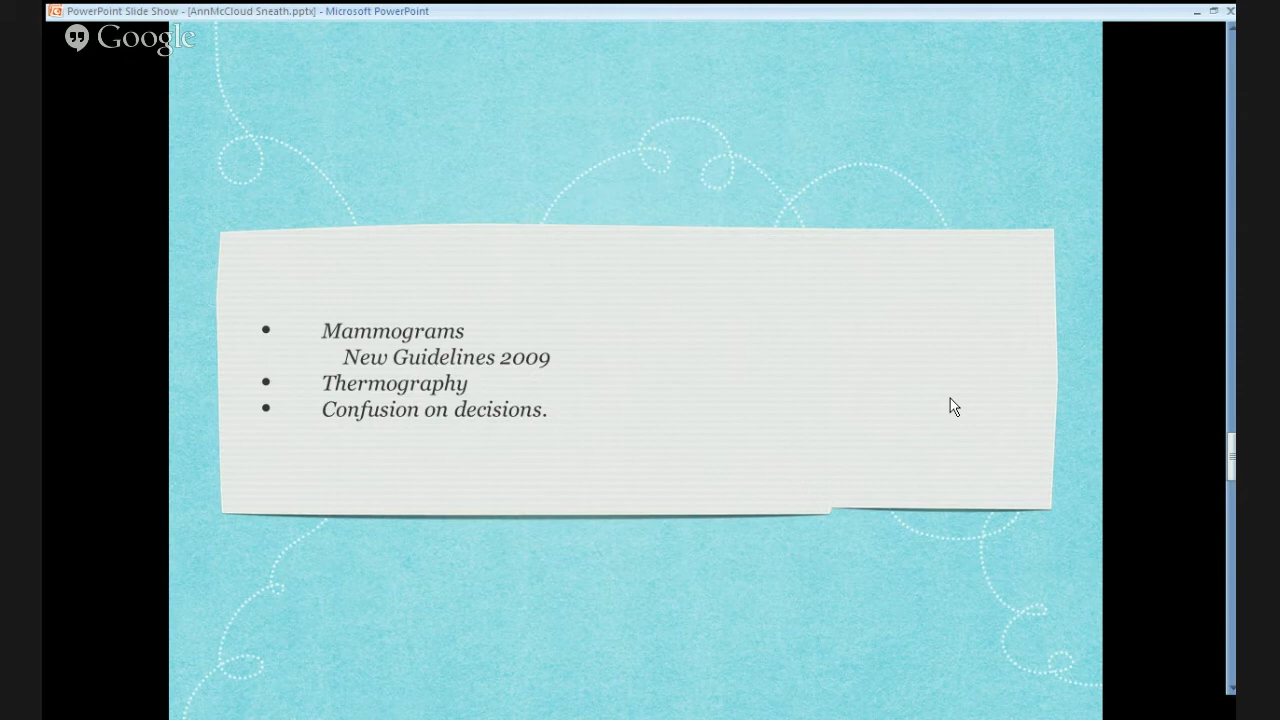 PowerPoint Slide Show - [AnnMcCloud Sneath.pptx] - Microsoft PowerPoint
Google
• Mammograms
New Guidelines 2009
• Thermography
• Confusion on decisions.